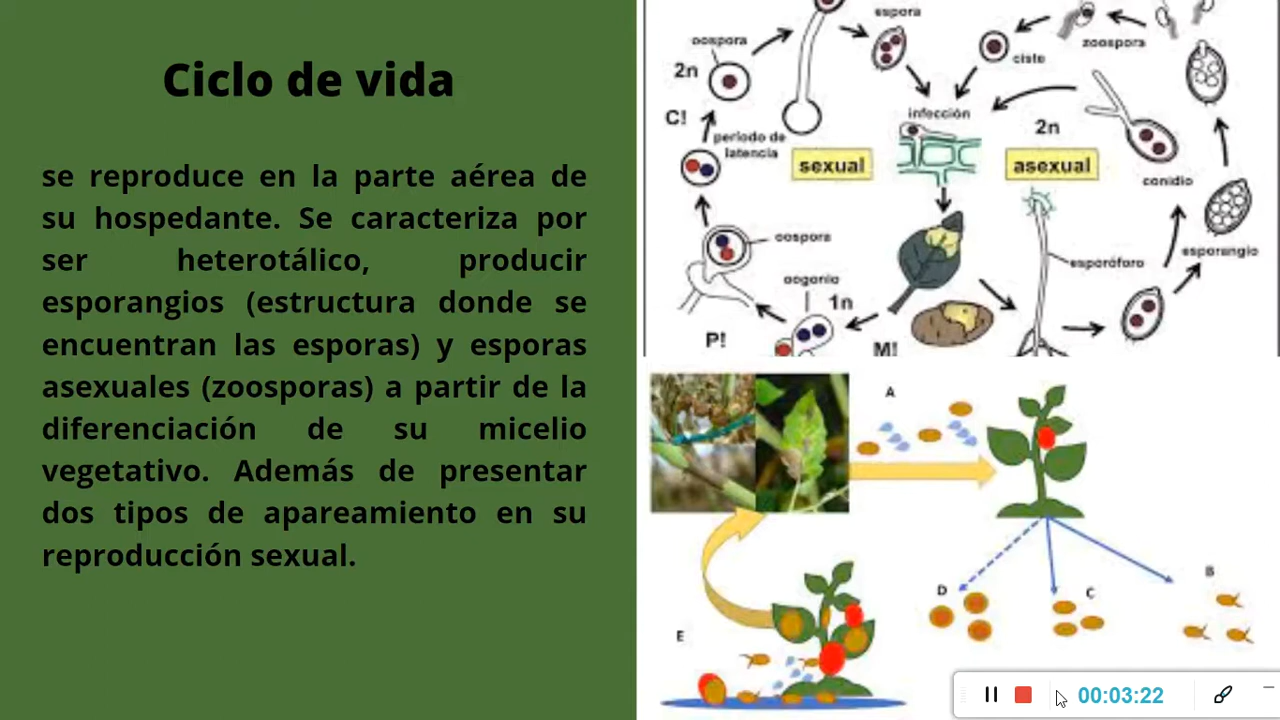 Ciclo de vida
se reproduce en la parte aérea de
su hospedante. Se caracteriza por
ser heterotálico, producir
esporangios (estructura donde se
encuentran las esporas) y esporas
asexuales (zoosporas) a partir de la
diferenciación de su micelio
vegetativo. Además de presentar
dos tipos de apareamiento en su
reproducción sexual.
espora
oospora
2n
zoospora
ciste
C!
infección
período de
latencia
sexual
2n
asexual
conidio
oospora
esporóforo
esporangio
oogonio
1n
P!
M!
A
B
C
D
E
00:03:22